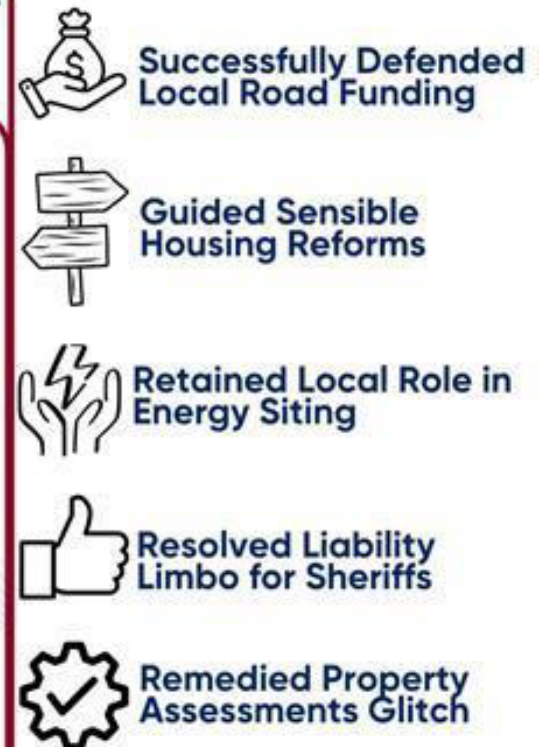 Successfully Defended
Local Road Funding
Guided Sensible
Housing Reforms
Retained Local Role in
Energy Siting
Resolved Liability
Limbo for Sheriffs
Remedied Property
Assessments Glitch